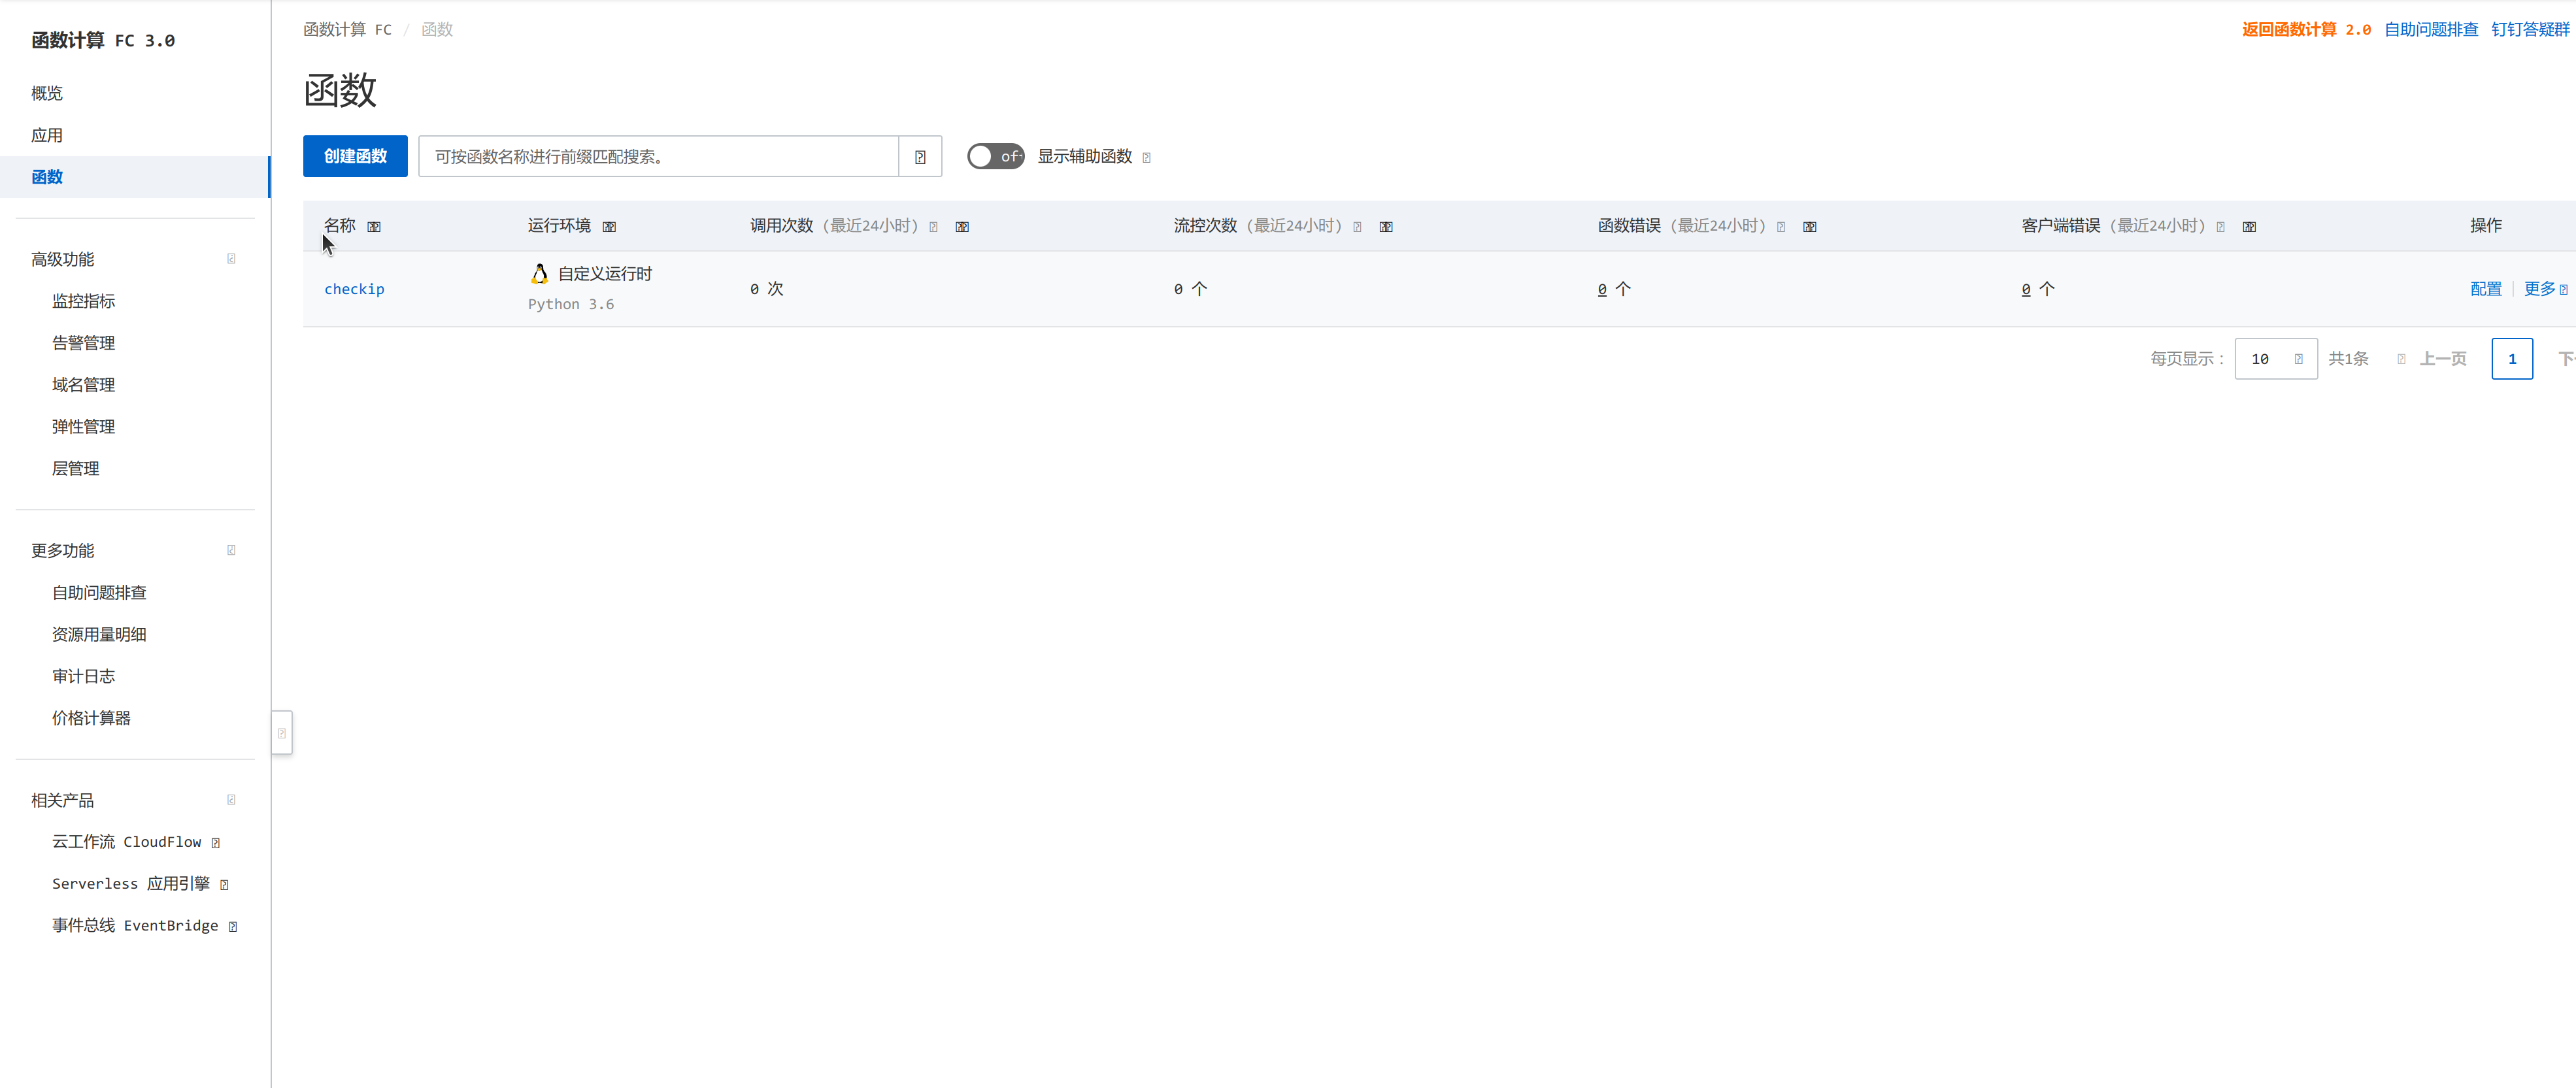 函数计算 FC 3.0
概览
应用
函数
高级功能
监控指标
告警管理
域名管理
弹性管理
层管理
更多功能
自助问题排查
资源用量明细
审计日志
价格计算器
相关产品
云工作流 CloudFlow
Serverless 应用引擎
事件总线 EventBridge
函数计算 FC / 函数
返回函数计算 2.0 自助问题排查 钉钉答疑群
函数
创建函数 可按函数名称进行前缀匹配搜索。 of 显示辅助函数
名称 运行环境 调用次数（最近24小时） 流控次数（最近24小时） 函数错误（最近24小时） 客户端错误（最近24小时） 操作
checkip 自定义运行时 0 次 0 个 0 个 0 个 配置 更多
Python 3.6
每页显示： 10 共1条 上一页 1 下